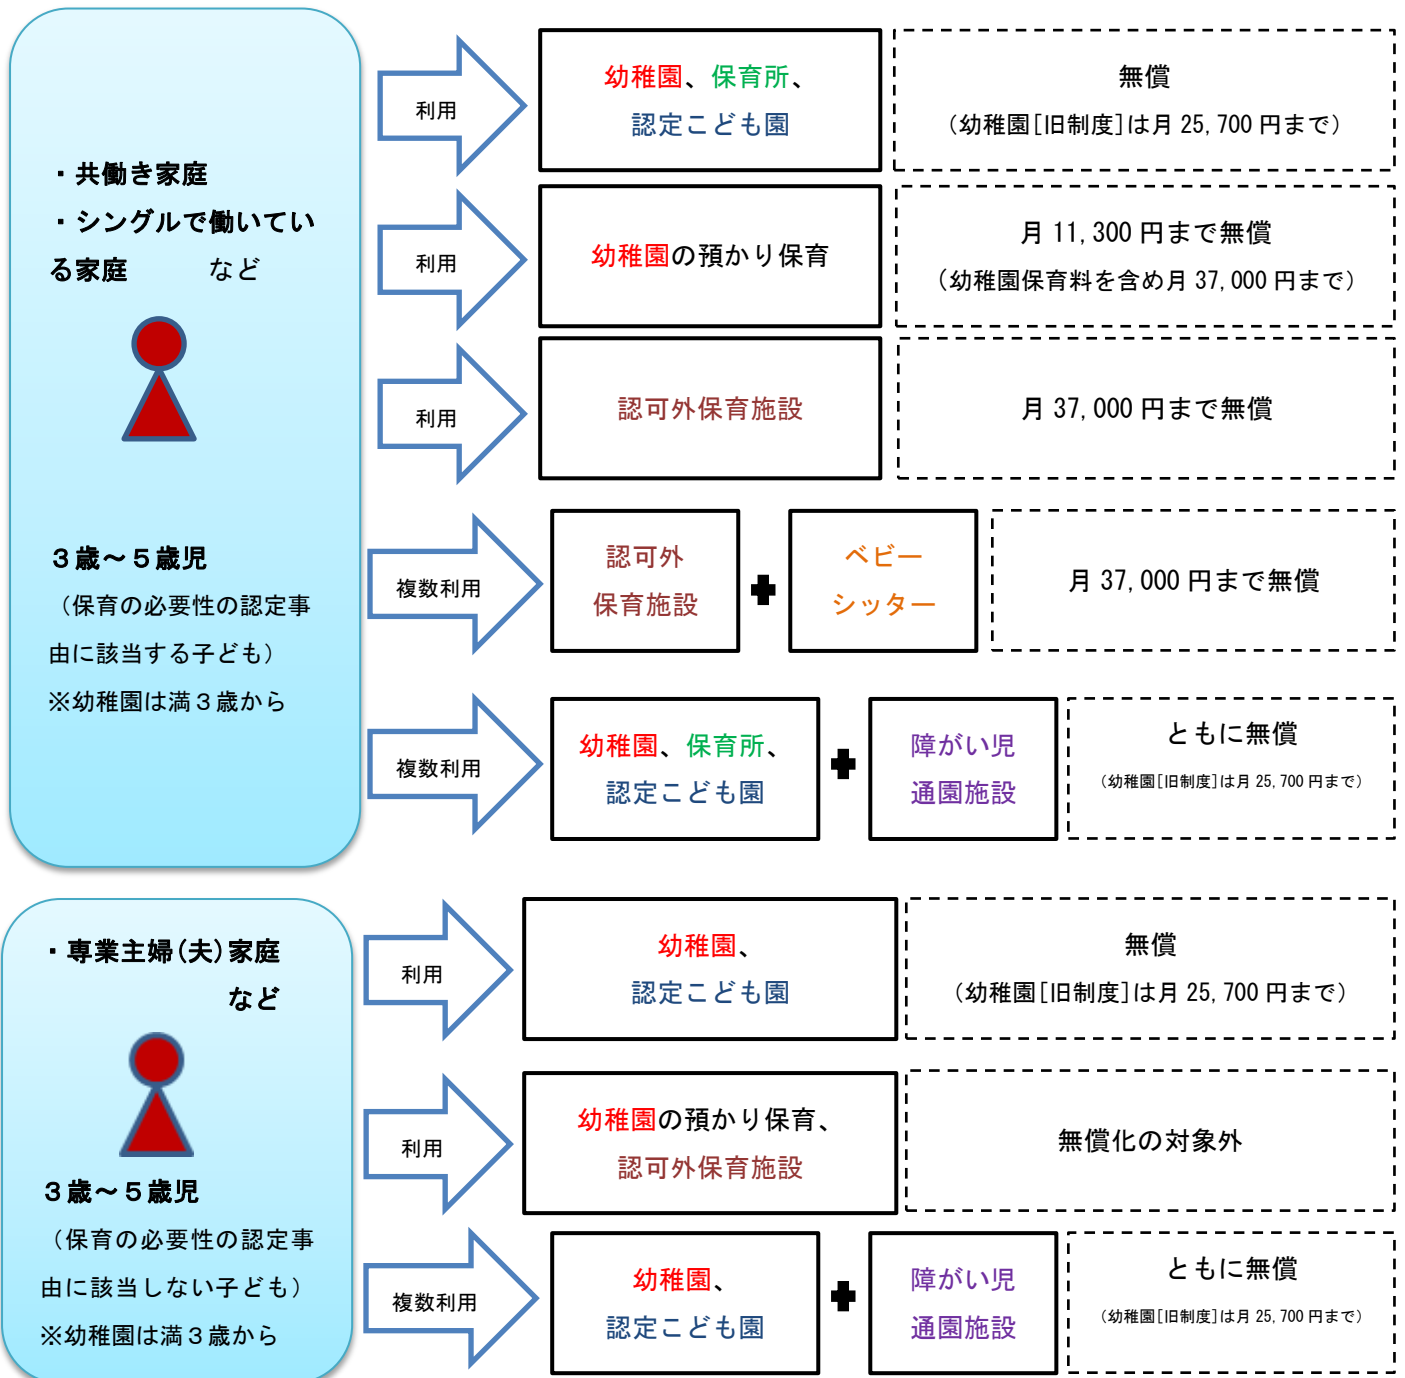 ・共働き家庭
・シングルで働いてい
る家庭　　　など
３歳～５歳児
（保育の必要性の認定事
由に該当する子ども）
※幼稚園は満３歳から
利用
幼稚園、保育所、
認定こども園
無償
（幼稚園[旧制度]は月 25,700 円まで）
利用
幼稚園の預かり保育
月 11,300 円まで無償
（幼稚園保育料を含め月 37,000 円まで）
利用
認可外保育施設
月 37,000 円まで無償
複数利用
認可外
保育施設
ベビー
シッター
月 37,000 円まで無償
複数利用
幼稚園、保育所、
認定こども園
障がい児
通園施設
ともに無償
（幼稚園[旧制度]は月 25,700 円まで）
・専業主婦(夫)家庭
など
３歳～５歳児
（保育の必要性の認定事
由に該当しない子ども）
※幼稚園は満３歳から
利用
幼稚園、
認定こども園
無償
（幼稚園[旧制度]は月 25,700 円まで）
利用
幼稚園の預かり保育、
認可外保育施設
無償化の対象外
複数利用
幼稚園、
認定こども園
障がい児
通園施設
ともに無償
（幼稚園[旧制度]は月 25,700 円まで）